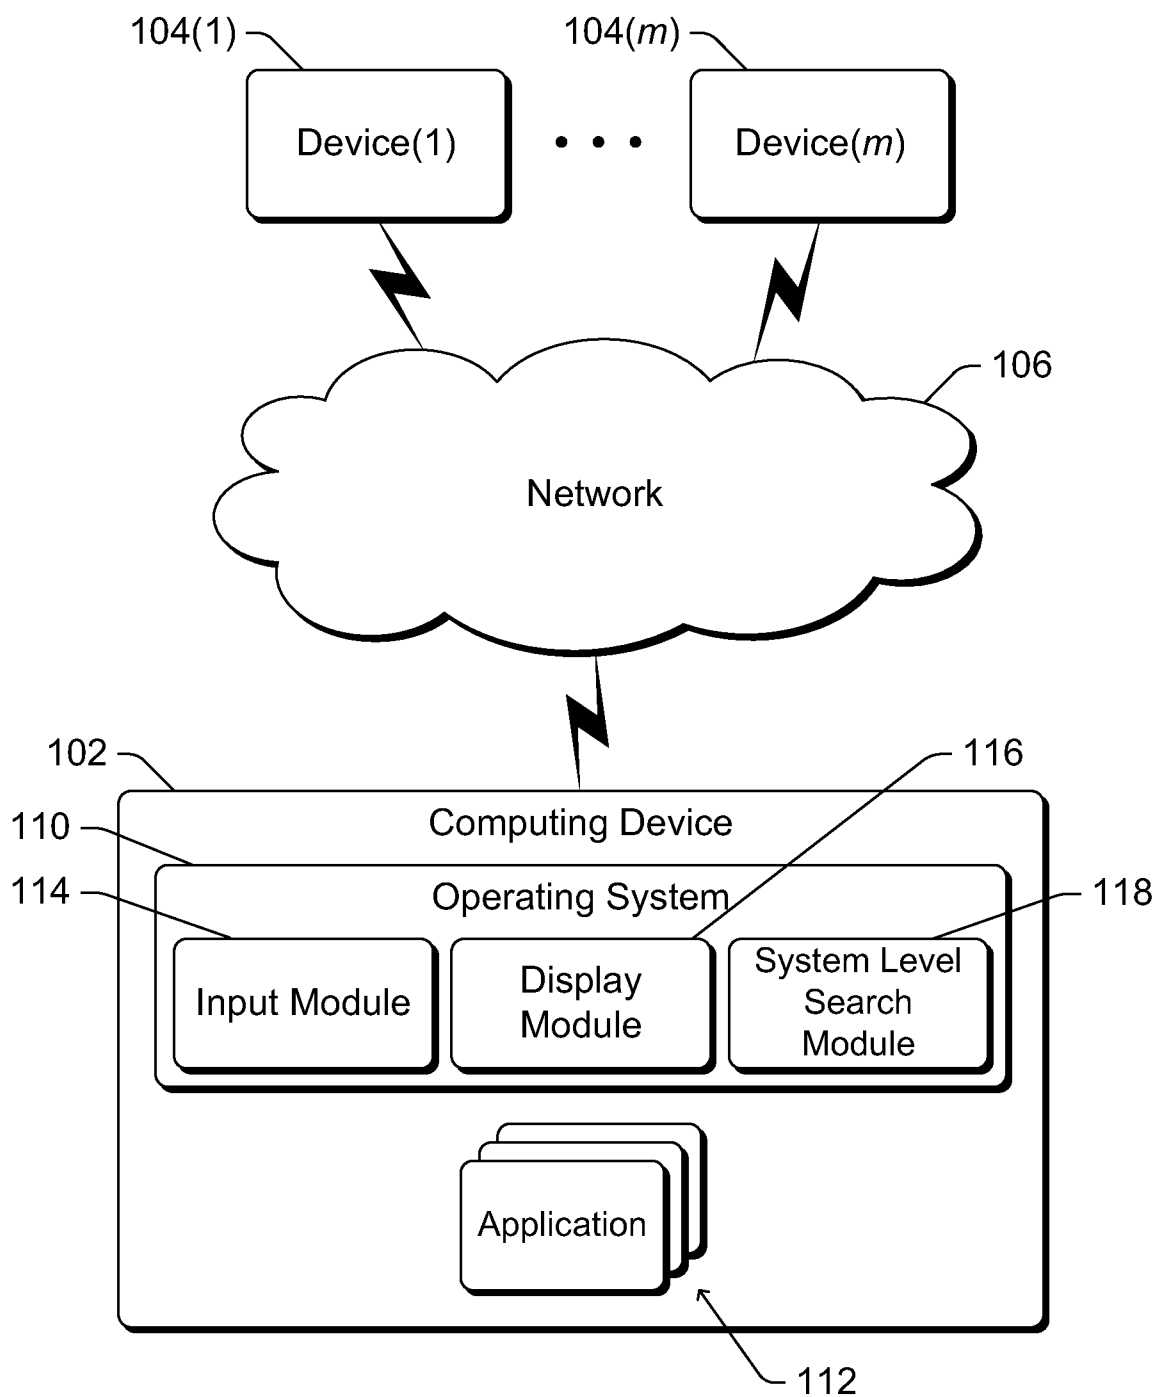 104(1)
104(m)
Device(1)
Device(m)
106
Network
102
116
110
Computing Device
114
Operating System
118
Input Module
Display
Module
System Level
Search
Module
Application
112